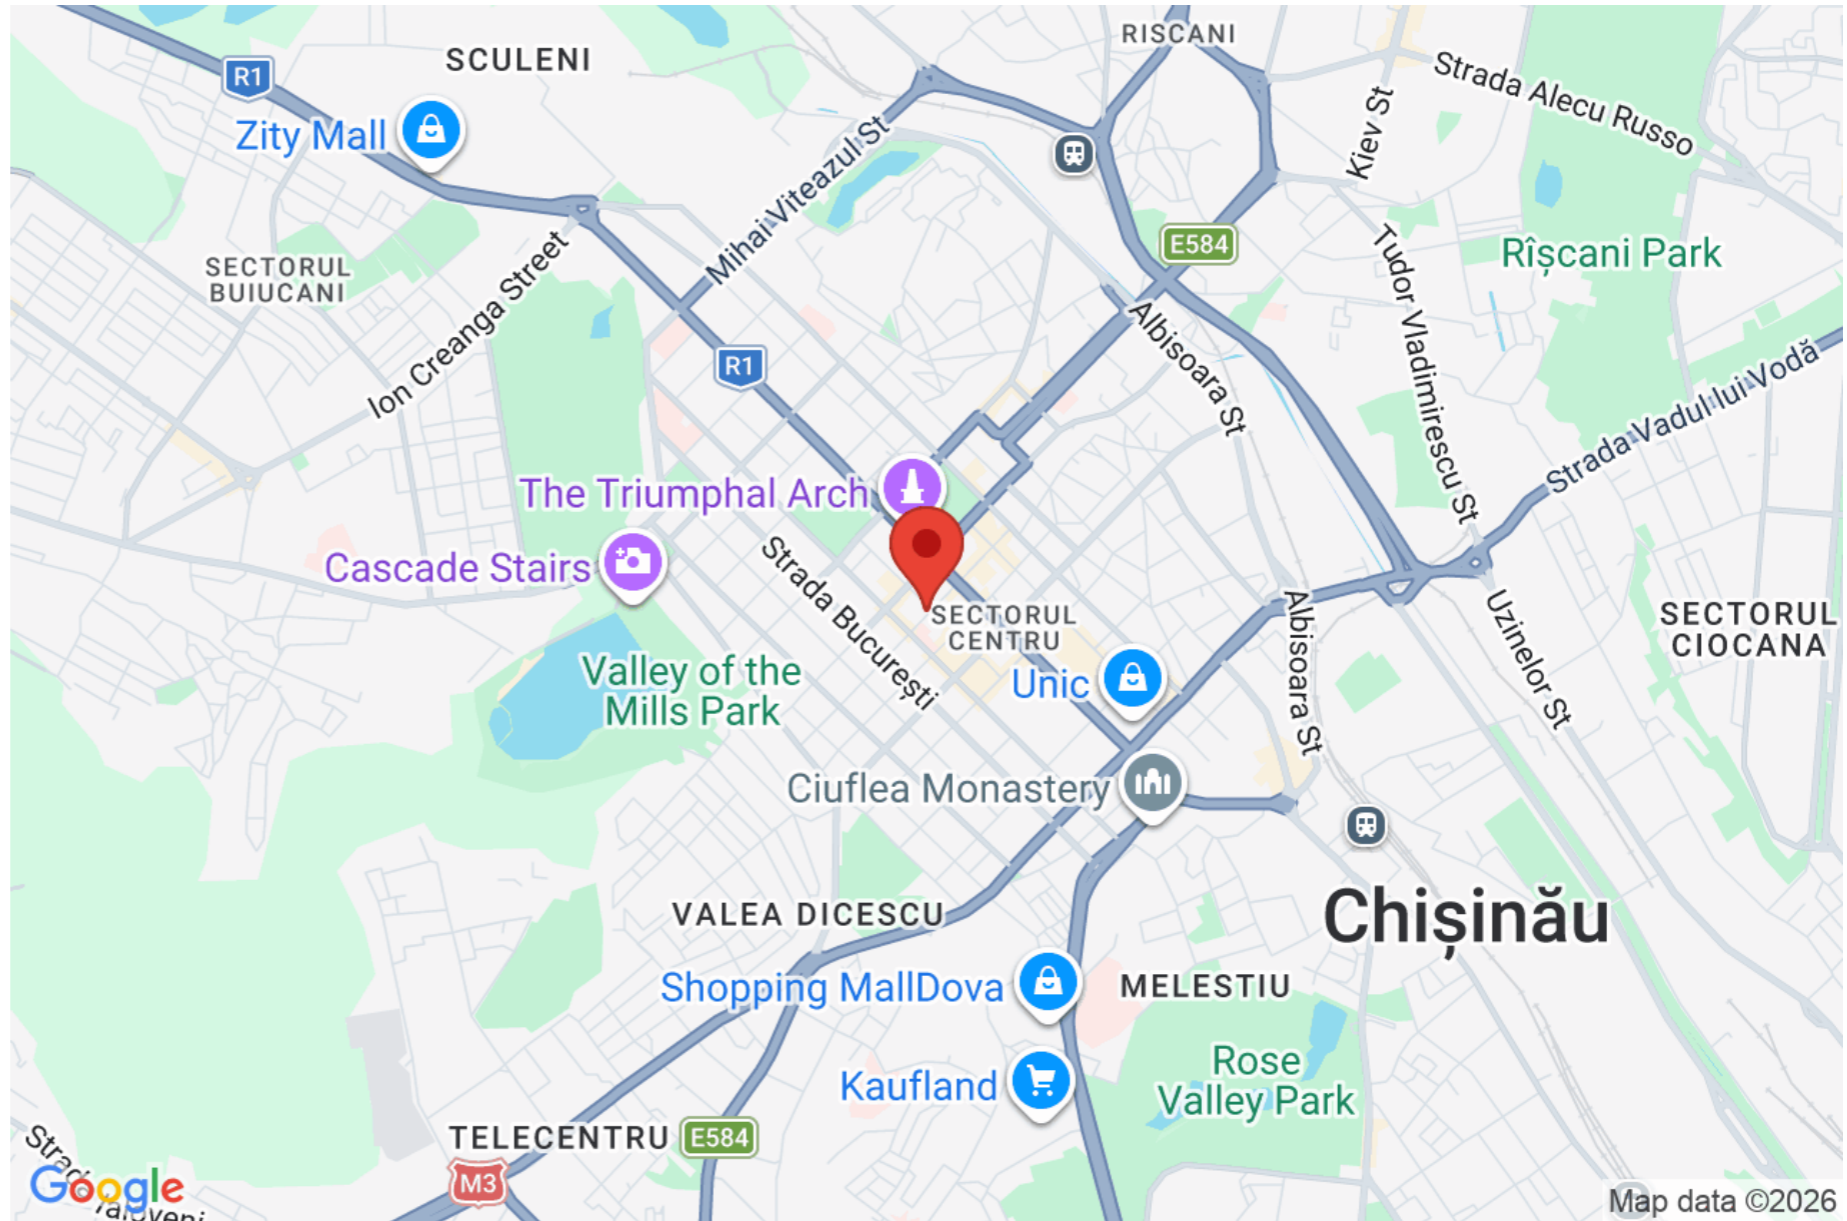 RISCANI
SCULENI
R1
Strada Alecu Russo
Zity Mall
Kiev St
Mihai Viteazul St
E584
Rîșcani Park
SECTORUL
BUIUCANI
Ion Creanga Street
Tudor Vladimirescu St
Albisoara St
R1
Strada Vadul lui Vodă
The Triumphal Arch
Cascade Stairs
Strada București
SECTORUL
CENTRU
Albisoara St
Uzinelor St
SECTORUL
CIOCANA
Valley of the
Mills Park
Unic
Ciuflea Monastery
VALEA DICESCU
Chișinău
Shopping MallDova
MELESTIU
Kaufland
Rose
Valley Park
TELECENTRU
E584
M3
Google
Map data ©2026